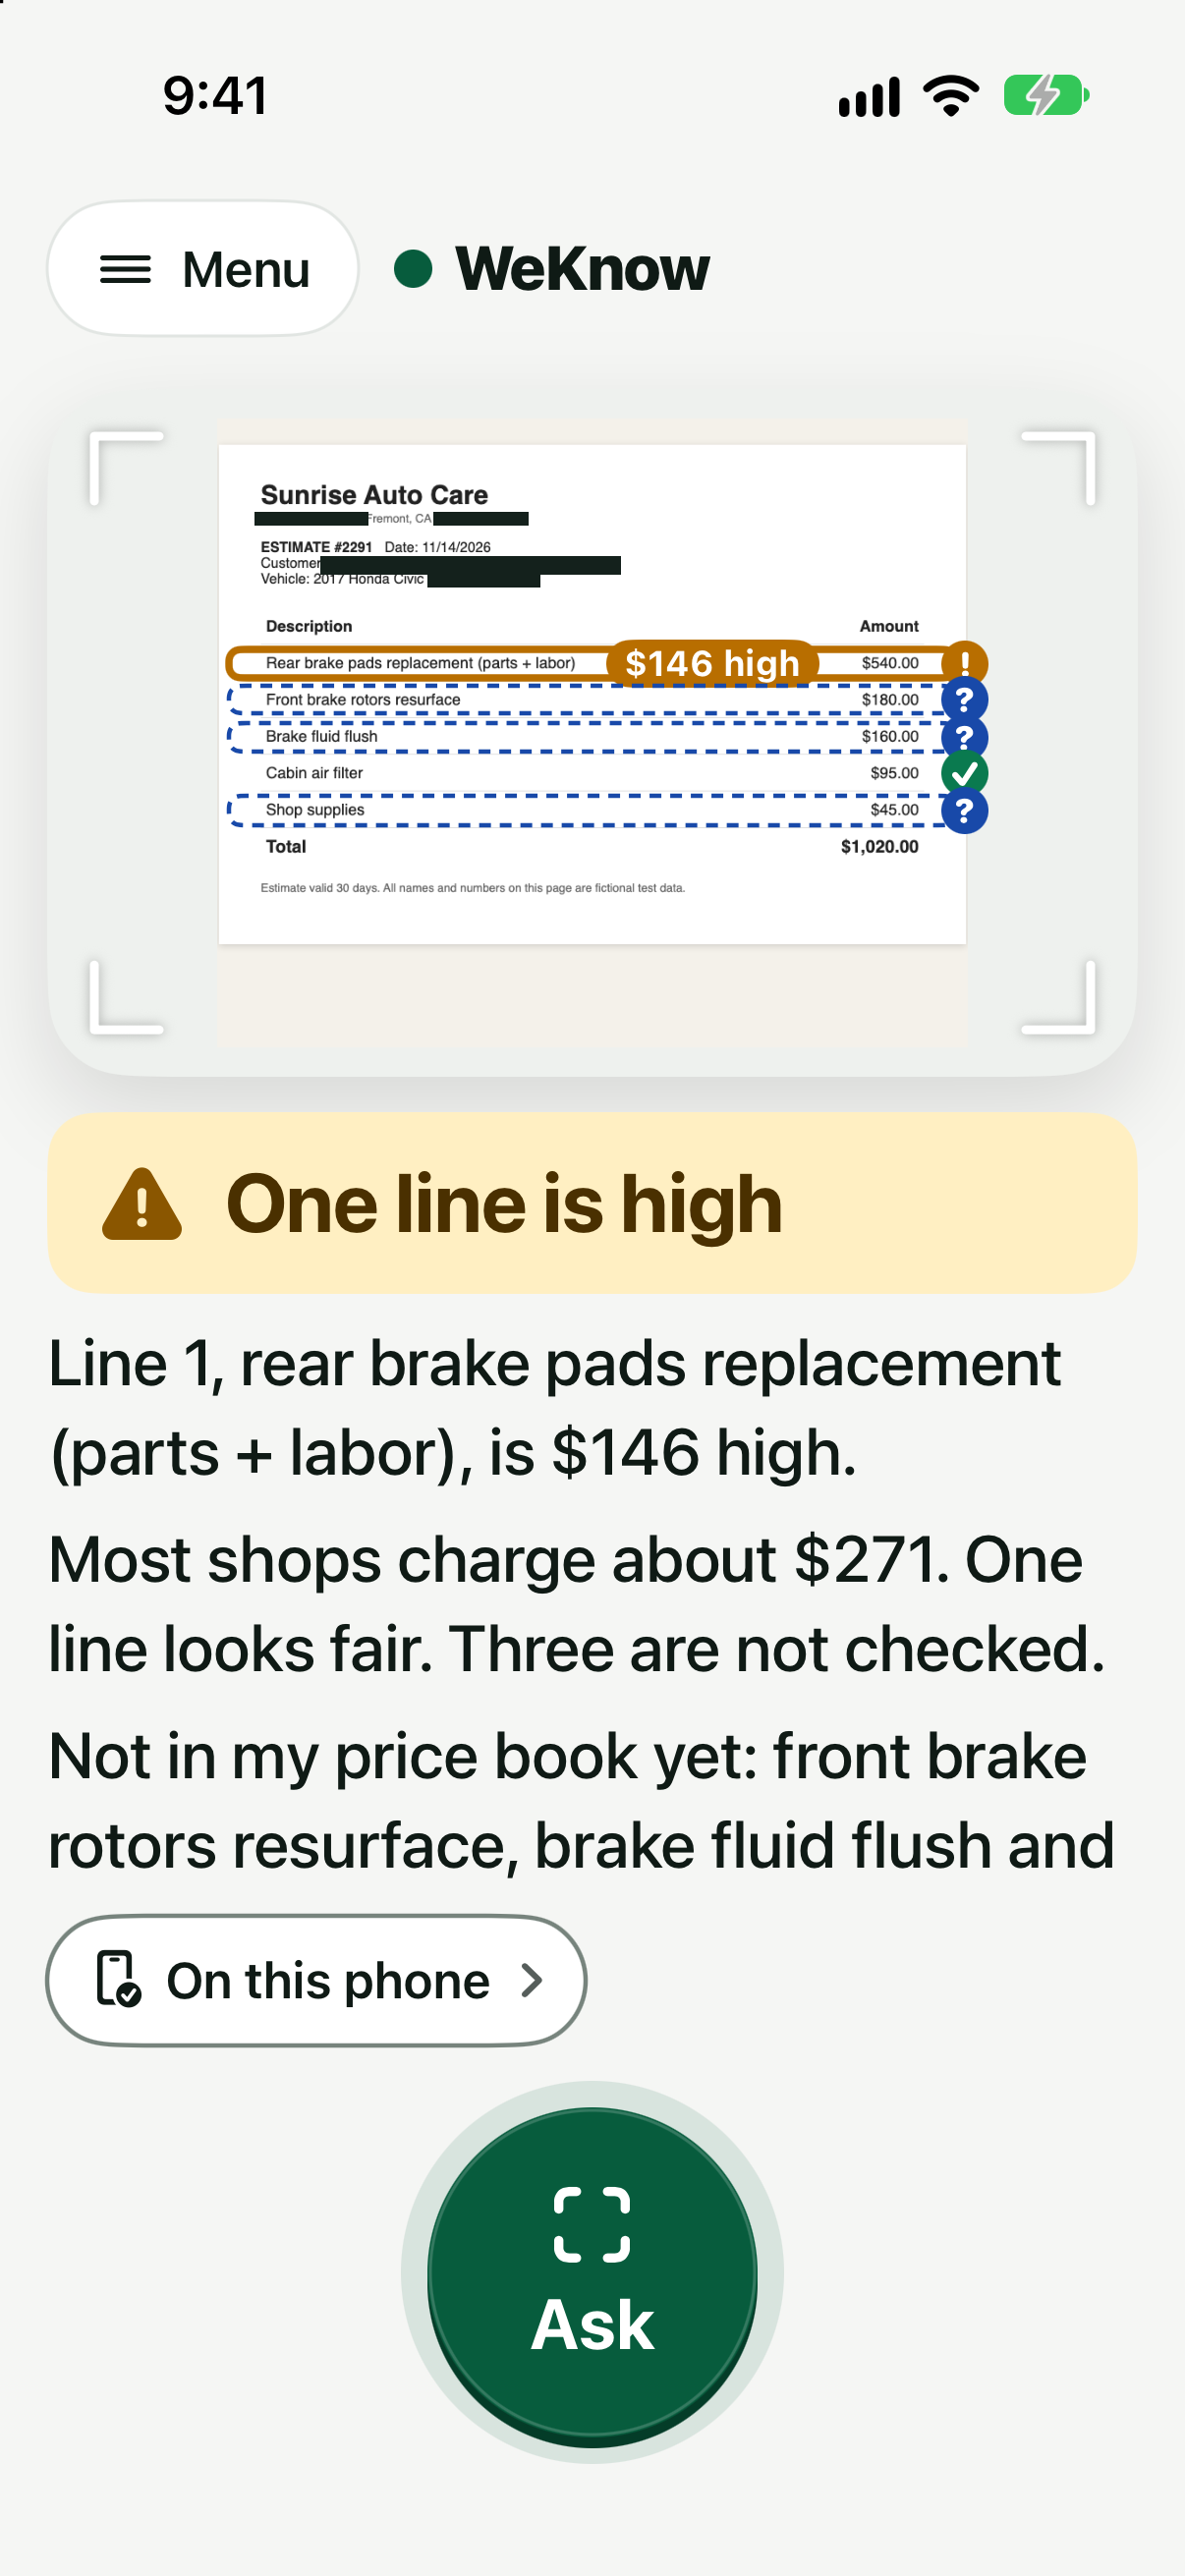 9:41
Menu
WeKnow
Sunrise Auto Care
Fremont, CA
ESTIMATE #2291 Date: 11/14/2026
Customer
Vehicle: 2017 Honda Civic
Description Amount
Rear brake pads replacement (parts + labor) $146 high $540.00 !
Front brake rotors resurface $180.00 ?
Brake fluid flush $160.00 ?
Cabin air filter $95.00
Shop supplies $45.00 ?
Total $1,020.00
Estimate valid 30 days. All names and numbers on this page are fictional test data.
One line is high
Line 1, rear brake pads replacement
(parts + labor), is $146 high.
Most shops charge about $271. One
line looks fair. Three are not checked.
Not in my price book yet: front brake
rotors resurface, brake fluid flush and
On this phone
Ask